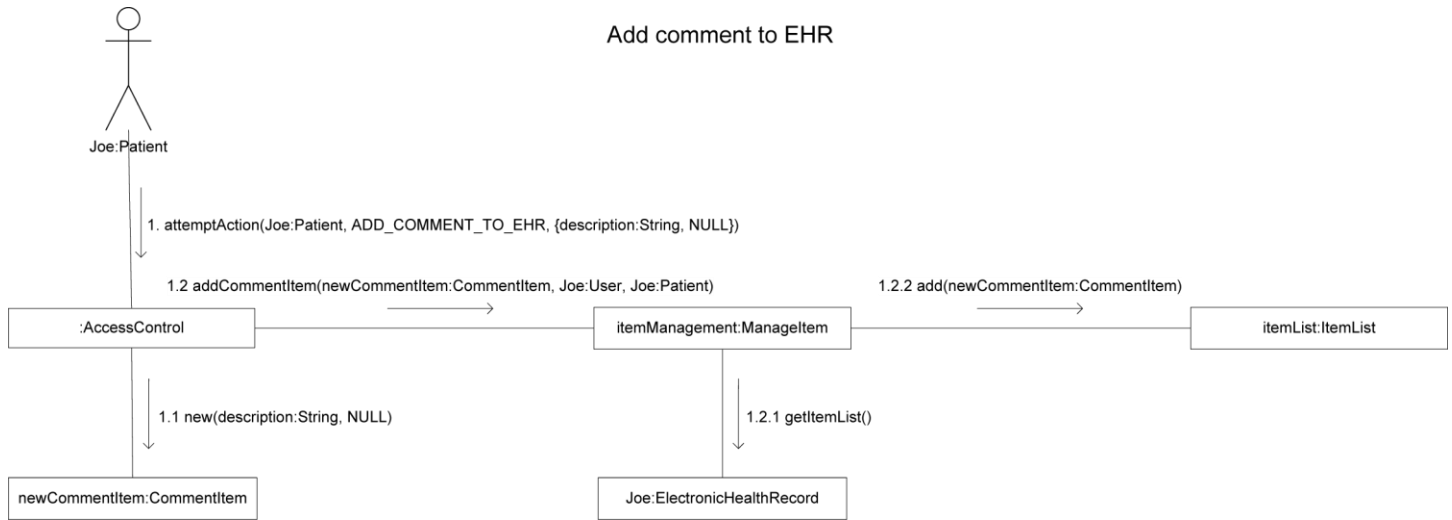 Add comment to EHR
Joe:Patient
1. attemptAction(Joe:Patient, ADD_COMMENT_TO_EHR, {description:String, NULL})
1.2 addCommentItem(newCommentItem:CommentItem, Joe:User, Joe:Patient)
1.2.2 add(newCommentItem:CommentItem)
:AccessControl
itemManagement:ManageItem
itemList:ItemList
1.1 new(description:String, NULL)
1.2.1 getItemList()
newCommentItem:CommentItem
Joe:ElectronicHealthRecord